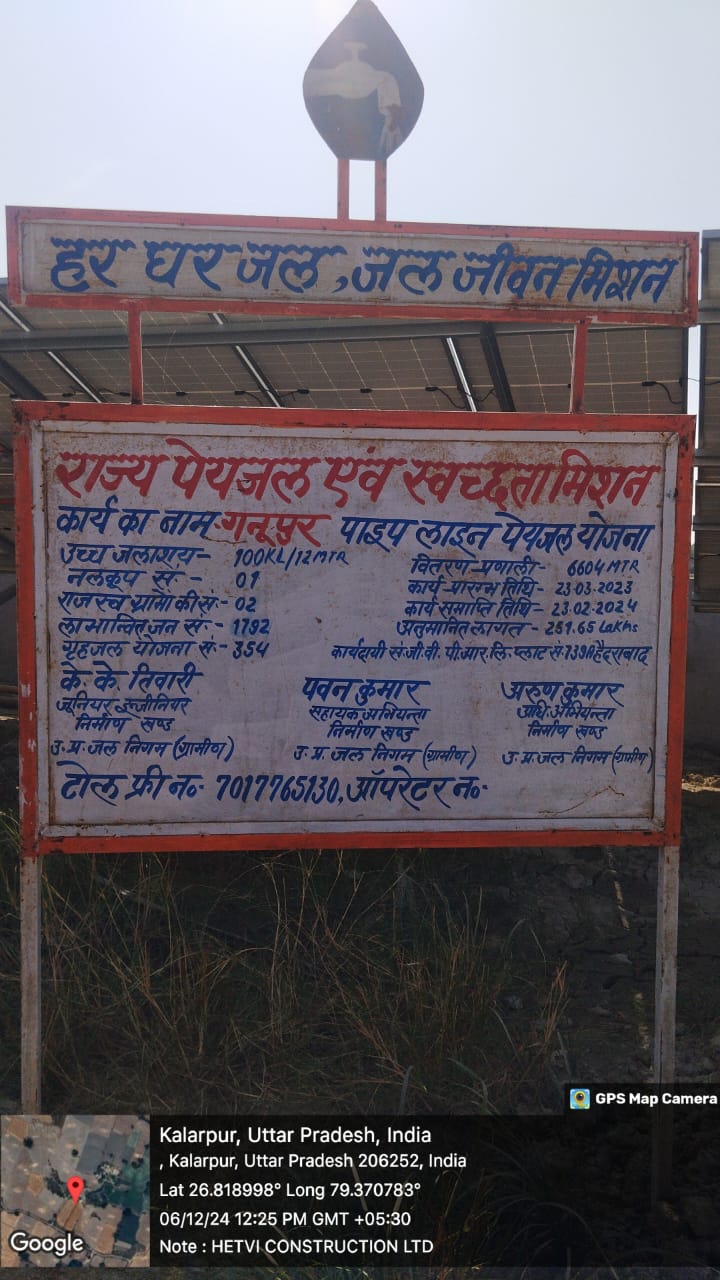 हर घर जल, जल जीवन मिशन
राज्य पेयजल एवं स्वच्छता मिशन
कार्य का नाम- गनूपुर पाइप लाइन पेयजल योजना
उच्च जलाशय- 100KL/12MTR
वितरण-प्रणाली- 6604 MTR
नलकूप सं- 01
कार्य-प्रारम्भ तिथि- 23.03.2023
राजस्व ग्रामों की सं- 02
कार्य समाप्ति तिथि- 23.02.2024
लाभान्वित जन सं- 1792
अनुमानित लागत- 251.65 Lakhs
गृहजल योजना सं- 354
कार्यदायी सं. जी. वी. पी. आर. लि. प्लाट सं. 739A हैदराबाद
के. के. तिवारी
जूनियर इन्जीनियर
निर्माण खण्ड
उ. प्र. जल निगम (ग्रामीण)
पवन कुमार
सहायक अभियन्ता
निर्माण खण्ड
उ. प्र. जल निगम (ग्रामीण)
अरुण कुमार
अधि. अभियन्ता
निर्माण खण्ड
उ. प्र. जल निगम (ग्रामीण)
टोल फ्री न. 7017765130, ऑपरेटर न.
GPS Map Camera
Kalarpur, Uttar Pradesh, India
, Kalarpur, Uttar Pradesh 206252, India
Lat 26.818998° Long 79.370783°
06/12/24 12:25 PM GMT +05:30
Note : HETVI CONSTRUCTION LTD
Google